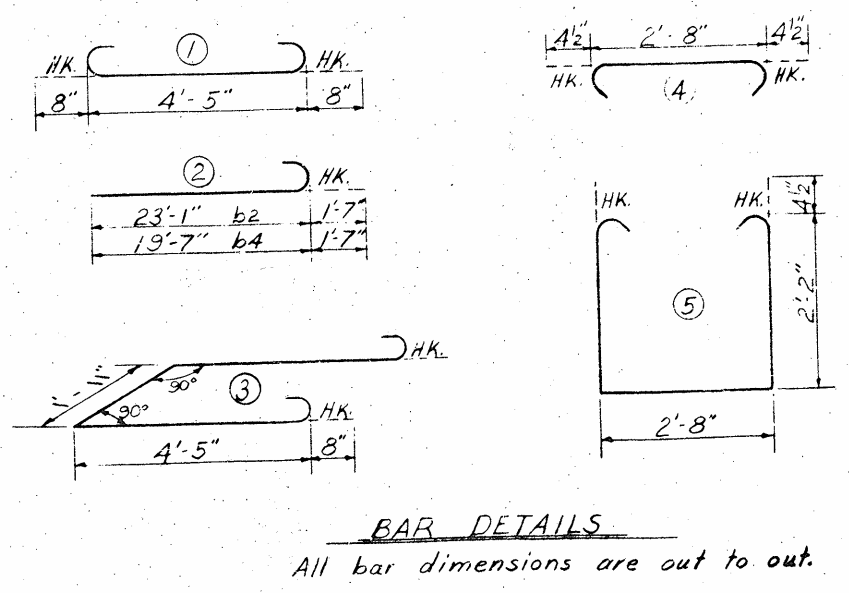 HK. 1 HK.
8" 4'-5" 8"
4½" 2'-8" 4½"
HK. (4) HK.
2 HK.
23'-1" b2 1'-7"
19'-7" b4 1'-7"
HK. HK. 4½"
5 2'-2"
2'-8"
HK.
1'-11" 90° 3
90° HK.
4'-5" 8"
BAR DETAILS
All bar dimensions are out to out.